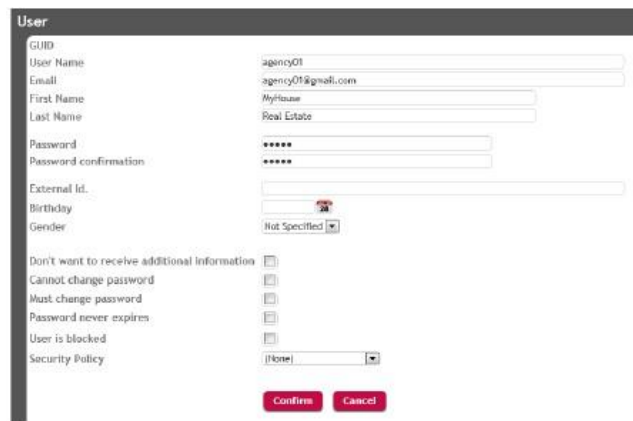 User
GUID
User Name agency01
Email agency01@gmail.com
First Name MyHouse
Last Name Real Estate
Password •••••
Password confirmation •••••
External Id.
Birthday 28
Gender Not Specified
Don't want to receive additional information
Cannot change password
Must change password
Password never expires
User is blocked
Security Policy (None)
Confirm Cancel